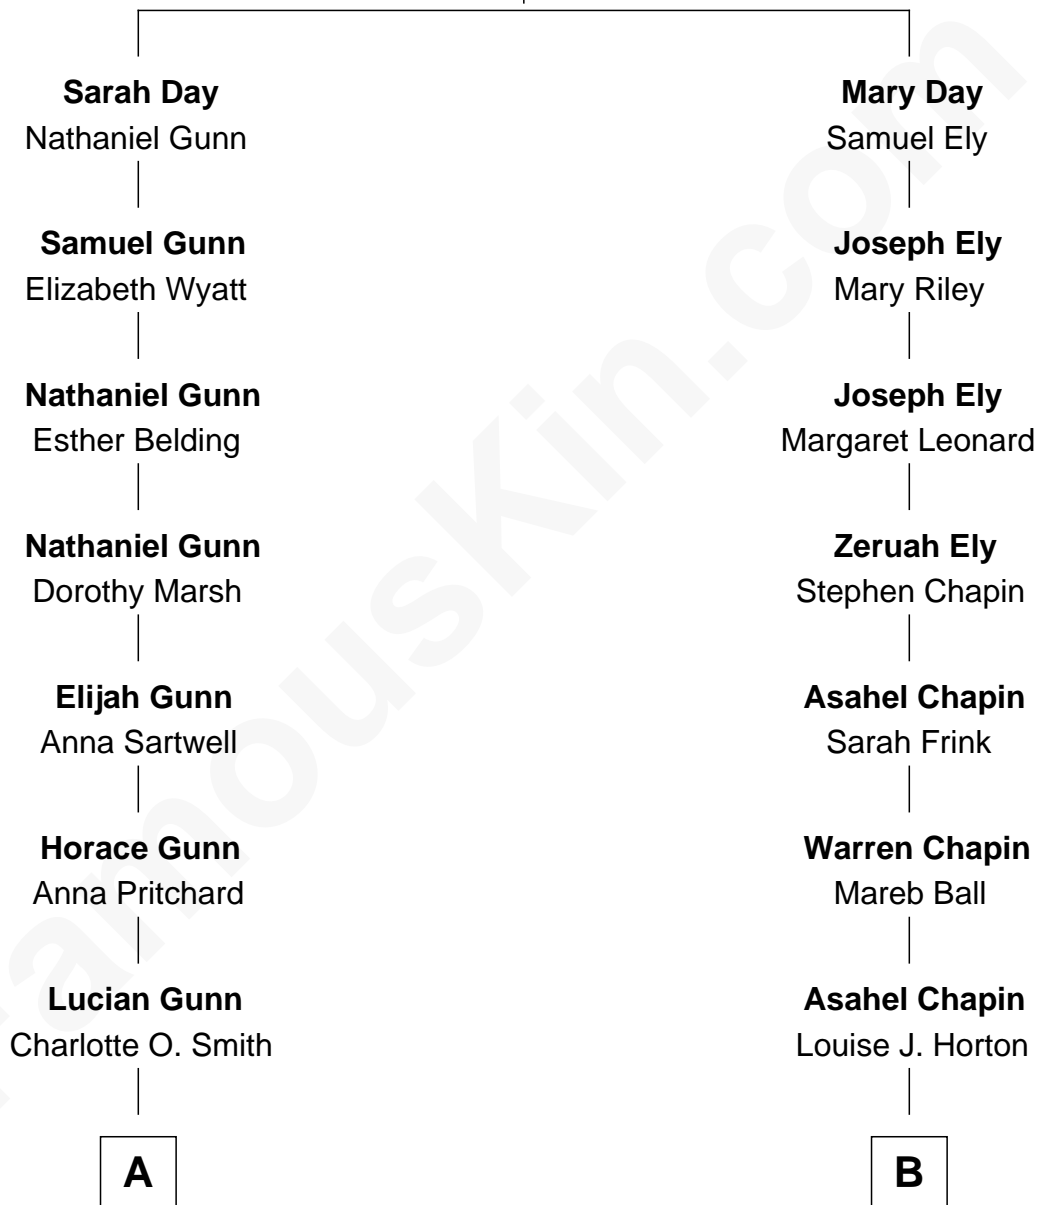 Sarah Day
Nathaniel Gunn
Samuel Gunn
Elizabeth Wyatt
Nathaniel Gunn
Esther Belding
Nathaniel Gunn
Dorothy Marsh
Elijah Gunn
Anna Sartwell
Horace Gunn
Anna Pritchard
Lucian Gunn
Charlotte O. Smith
A
Mary Day
Samuel Ely
Joseph Ely
Mary Riley
Joseph Ely
Margaret Leonard
Zeruah Ely
Stephen Chapin
Asahel Chapin
Sarah Frink
Warren Chapin
Mareb Ball
Asahel Chapin
Louise J. Horton
B
FamousKin.com